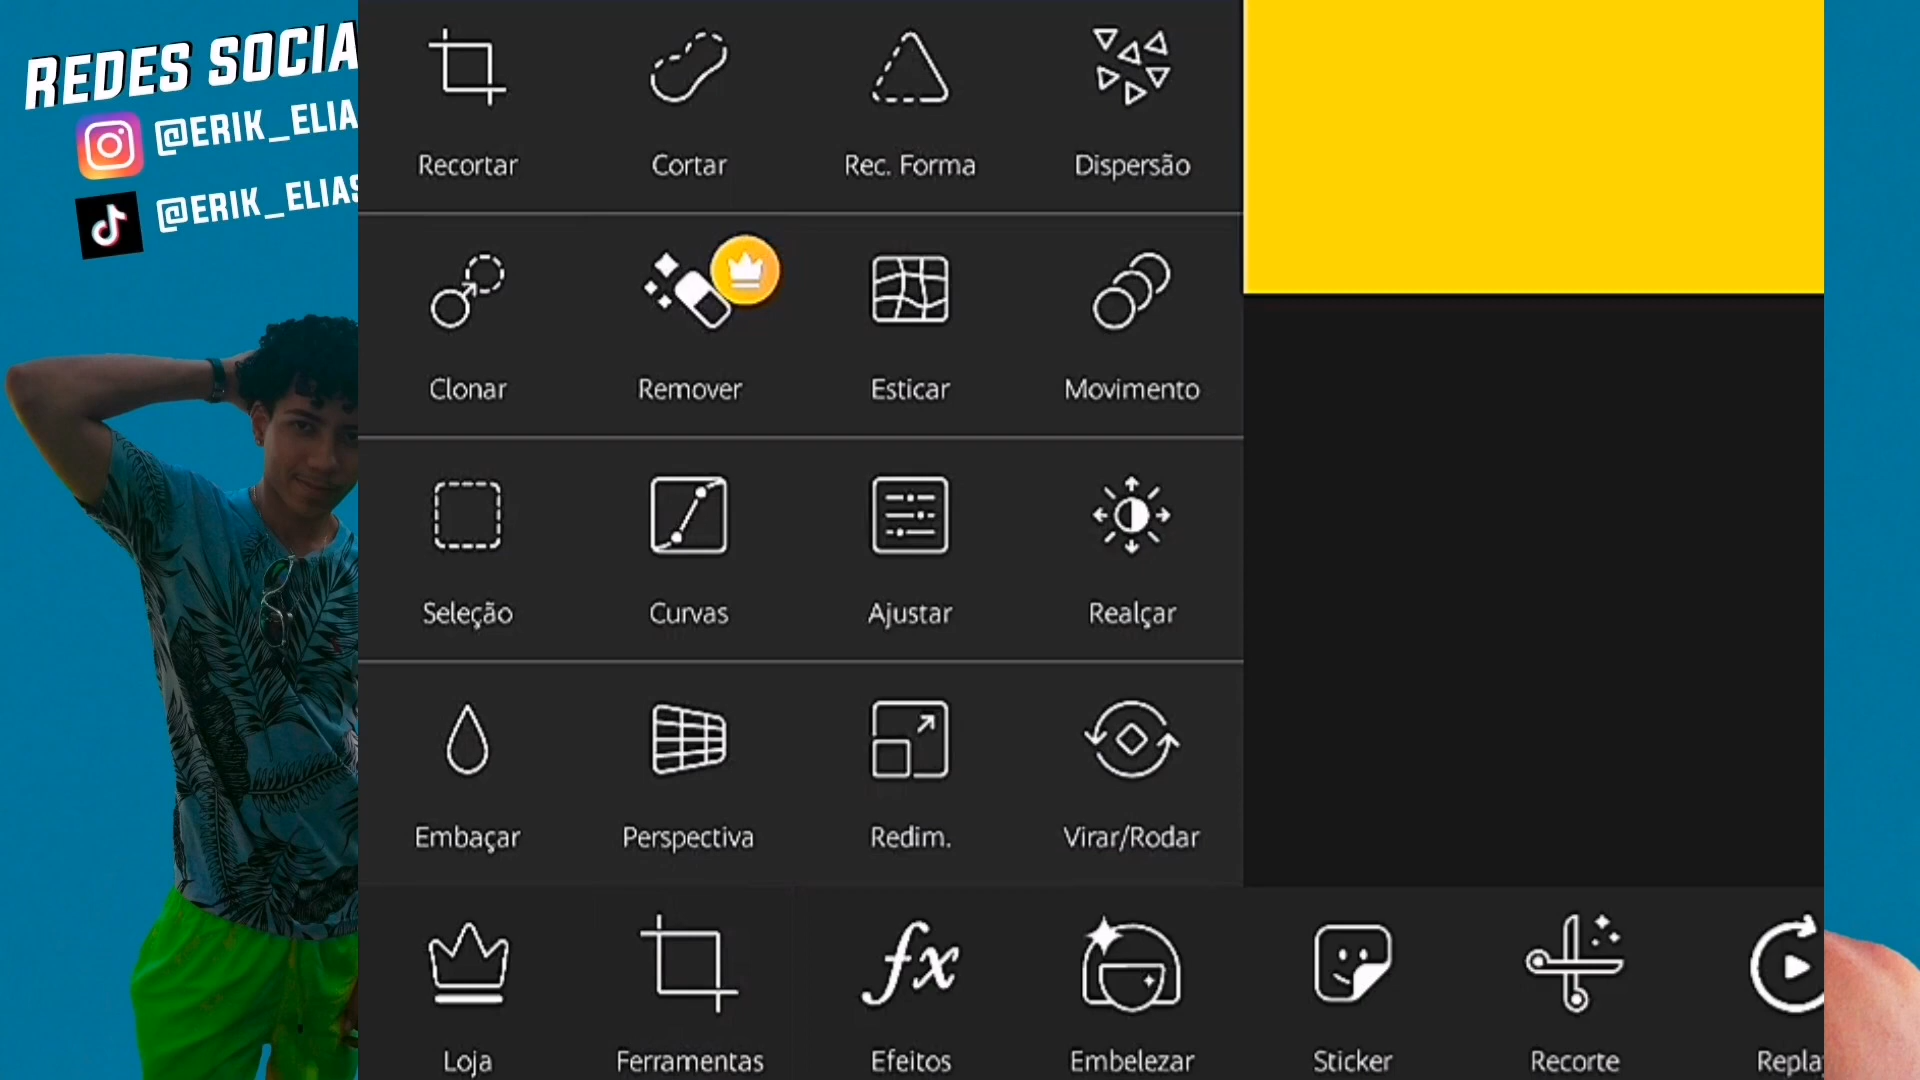 REDES SOCIA
@ERIK_ELIA
@ERIK_ELIAS
Recortar
Cortar
Rec. Forma
Dispersão
Clonar
Remover
Esticar
Movimento
Seleção
Curvas
Ajustar
Realçar
Embaçar
Perspectiva
Redim.
Virar/Rodar
Loja
Ferramentas
fx
Efeitos
Embelezar
Sticker
Recorte
Repla